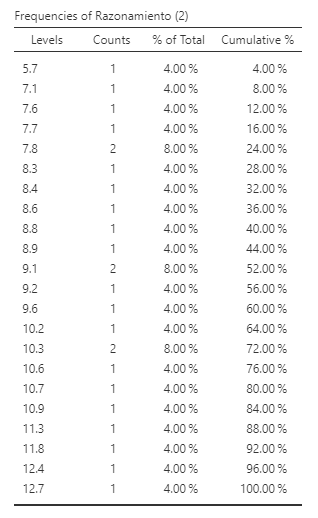 Frequencies of Razonamiento (2)
Levels Counts % of Total Cumulative %
5.7 1 4.00 % 4.00 %
7.1 1 4.00 % 8.00 %
7.6 1 4.00 % 12.00 %
7.7 1 4.00 % 16.00 %
7.8 2 8.00 % 24.00 %
8.3 1 4.00 % 28.00 %
8.4 1 4.00 % 32.00 %
8.6 1 4.00 % 36.00 %
8.8 1 4.00 % 40.00 %
8.9 1 4.00 % 44.00 %
9.1 2 8.00 % 52.00 %
9.2 1 4.00 % 56.00 %
9.6 1 4.00 % 60.00 %
10.2 1 4.00 % 64.00 %
10.3 2 8.00 % 72.00 %
10.6 1 4.00 % 76.00 %
10.7 1 4.00 % 80.00 %
10.9 1 4.00 % 84.00 %
11.3 1 4.00 % 88.00 %
11.8 1 4.00 % 92.00 %
12.4 1 4.00 % 96.00 %
12.7 1 4.00 % 100.00 %